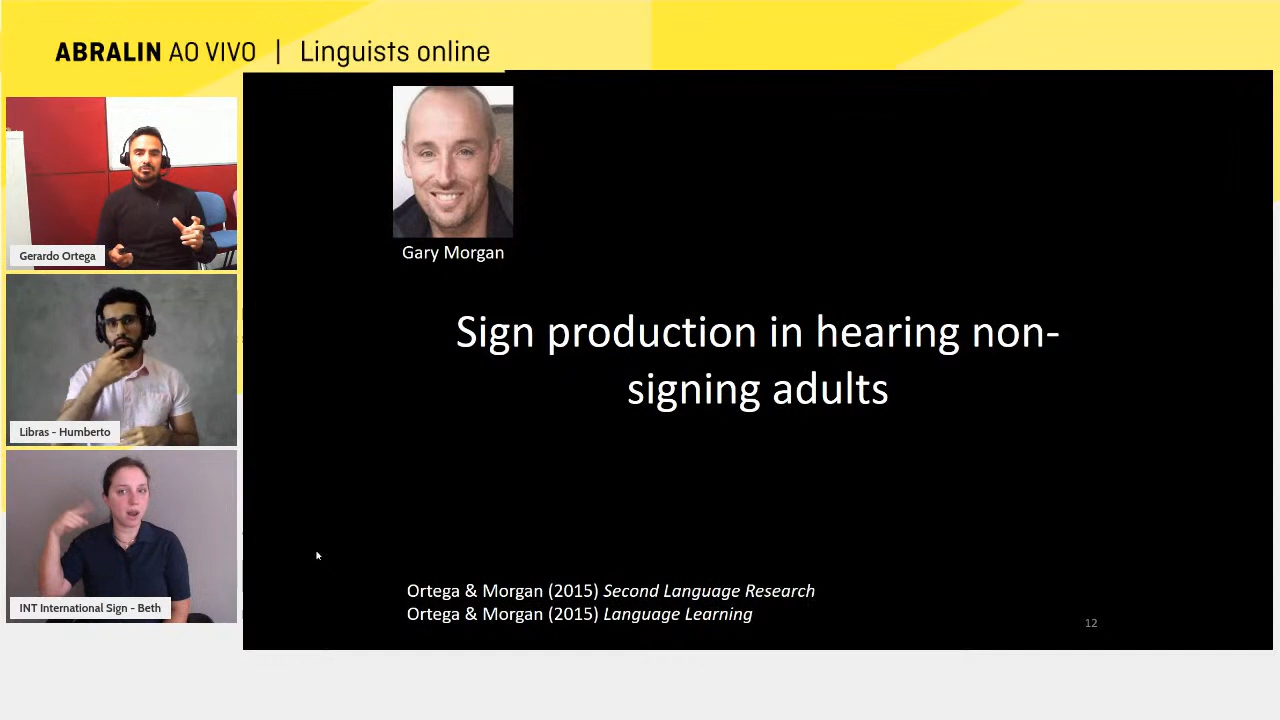 ABRALIN AO VIVO | Linguists online
Gerardo Ortega
Libras - Humberto
INT International Sign - Beth
Gary Morgan
Sign production in hearing non-
signing adults
Ortega & Morgan (2015) Second Language Research
Ortega & Morgan (2015) Language Learning
12